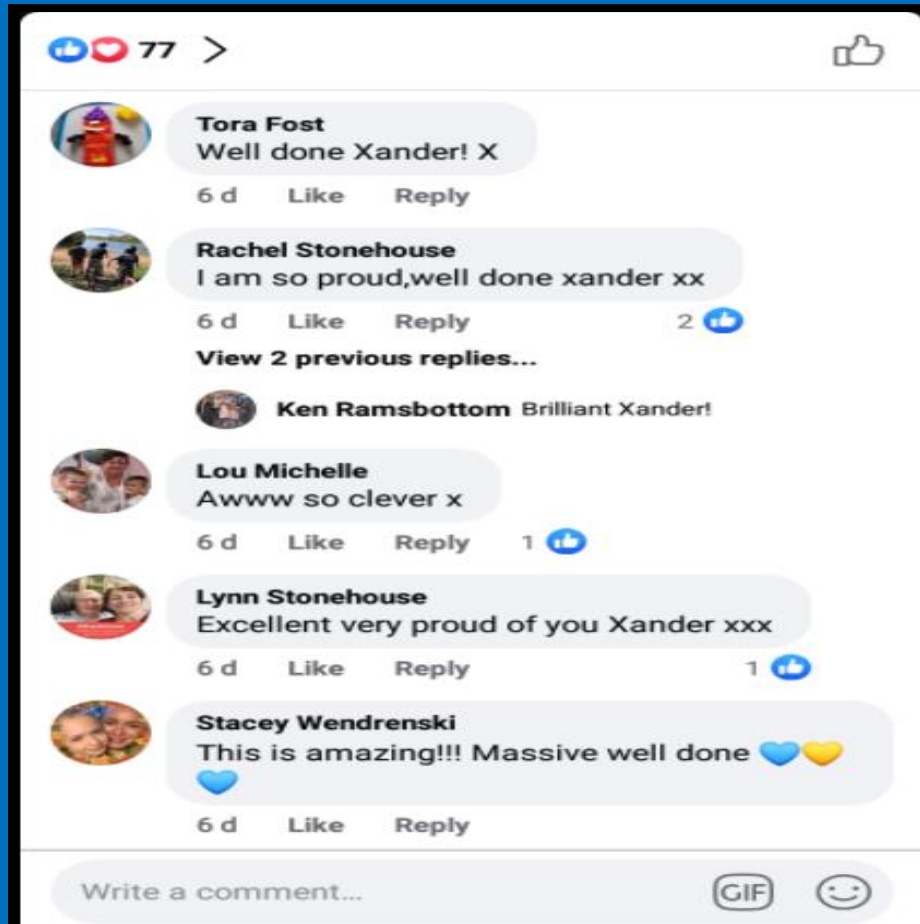 77 >
Tora Fost
Well done Xander! X
6 d Like Reply
Rachel Stonehouse
I am so proud,well done xander xx
6 d Like Reply 2
View 2 previous replies...
Ken Ramsbottom Brilliant Xander!
Lou Michelle
Awww so clever x
6 d Like Reply 1
Lynn Stonehouse
Excellent very proud of you Xander xxx
6 d Like Reply 1
Stacey Wendrenski
This is amazing!!! Massive well done 💙💛
💙
6 d Like Reply
Write a comment...
GIF